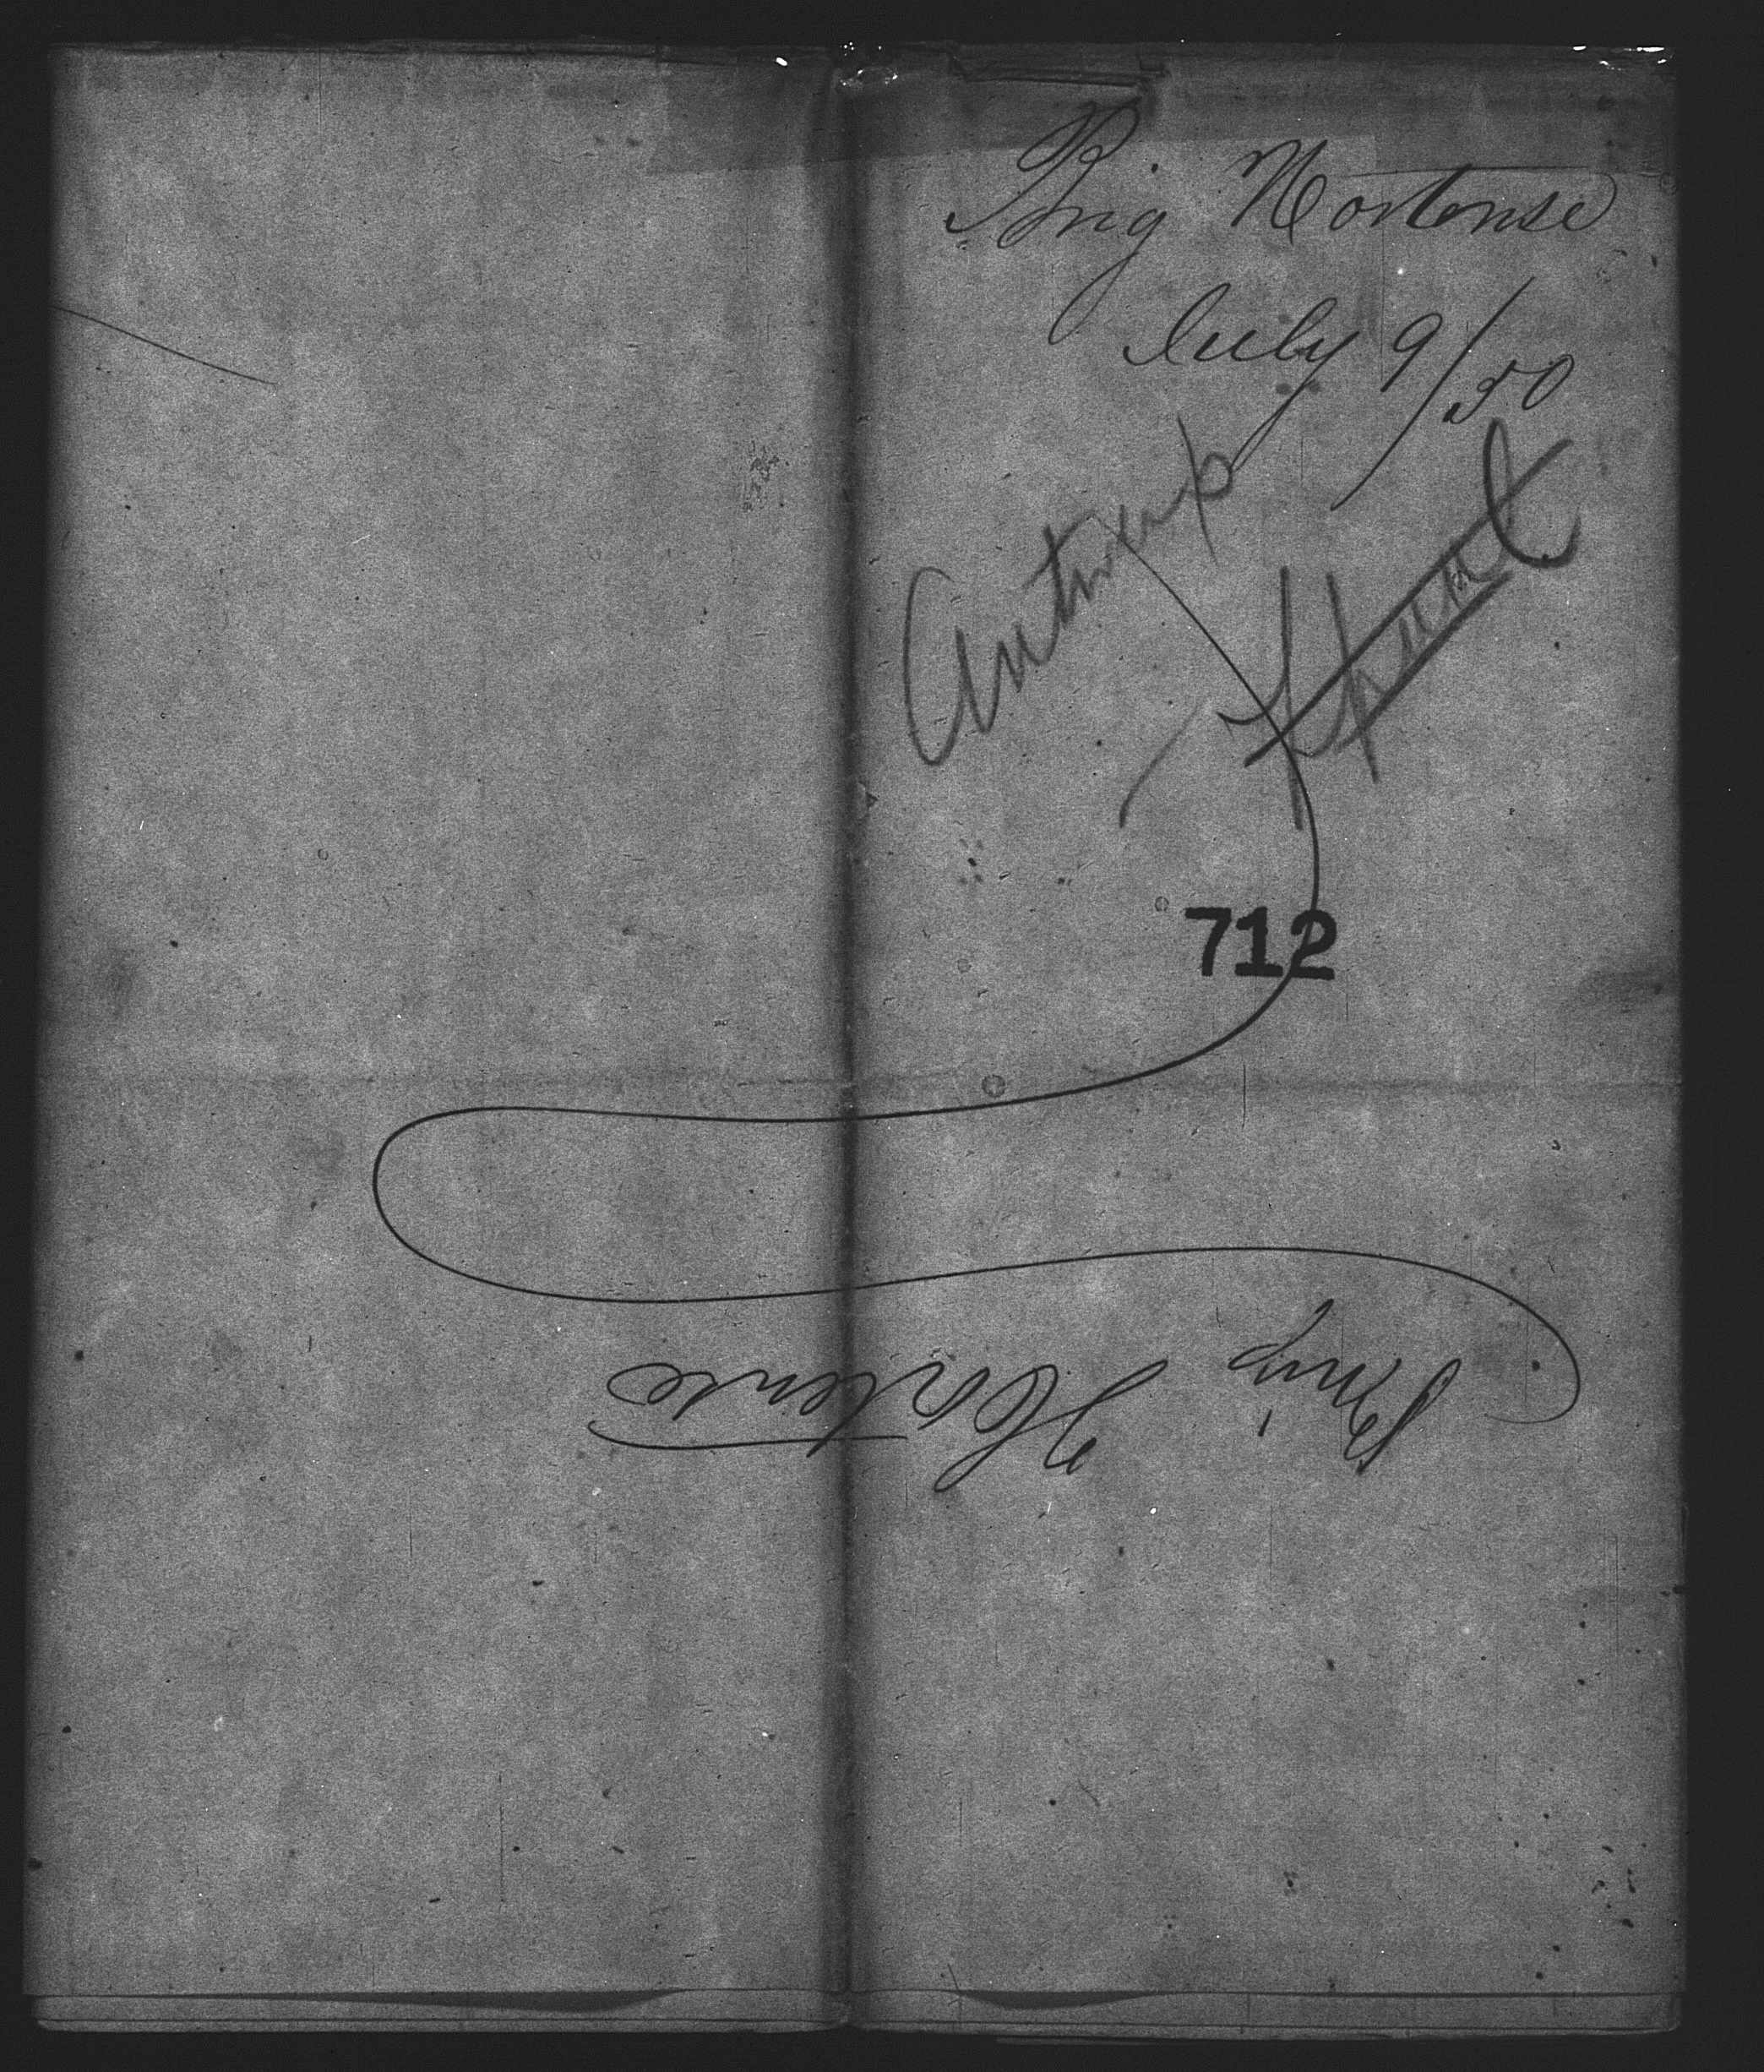 Brig Hortense
July 9/50
Antwerp
712
Brig Hortense